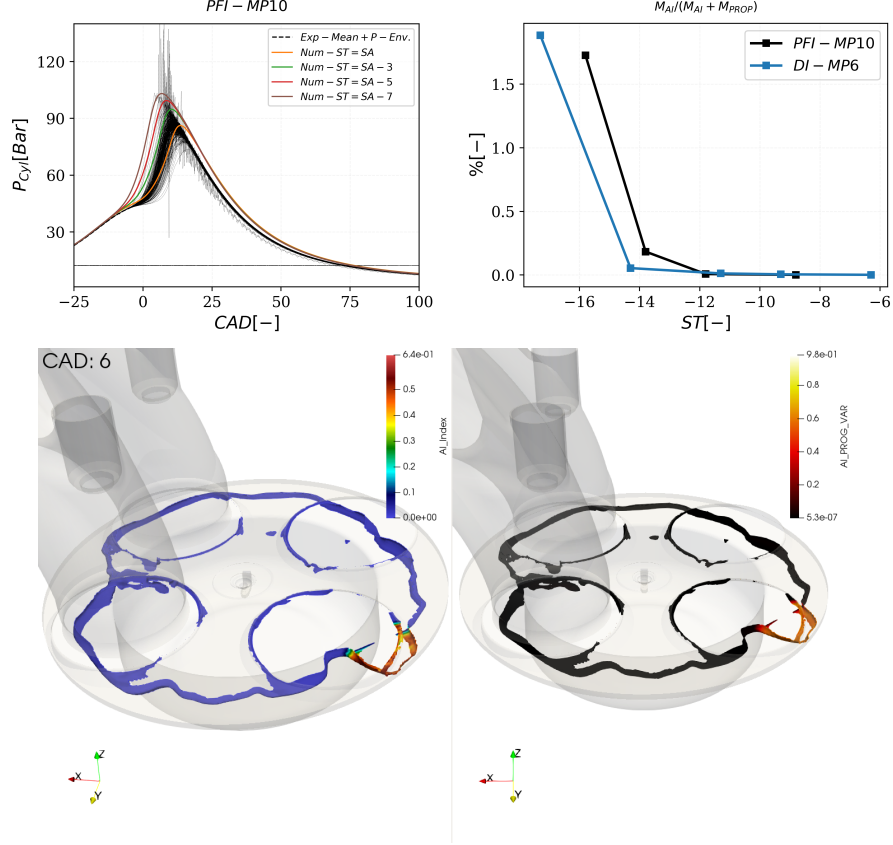 PFI − MP10
P_Cyl[Bar]
120
90
60
30
Exp − Mean + P − Env.
Num − ST = SA
Num − ST = SA − 3
Num − ST = SA − 5
Num − ST = SA − 7
−25 0 25 50 75 100
CAD[−]
M_AI/(M_AI + M_PROP)
%[−]
1.5
1.0
0.5
0.0
PFI − MP10
DI − MP6
−16 −14 −12 −10 −8 −6
ST[−]
CAD: 6
6.4e-01
0.5
0.4
0.3
0.2
0.1
0.0e+00
AI_Index
X
Z
Y
9.8e-01
0.8
0.6
0.4
0.2
5.3e-07
AI_PROG_VAR
X
Z
Y